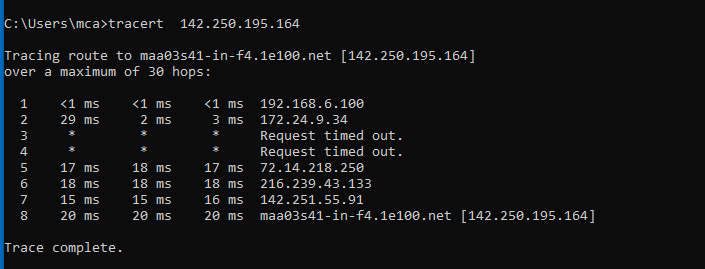 C:\Users\mca>tracert  142.250.195.164
Tracing route to maa03s41-in-f4.1e100.net [142.250.195.164]
over a maximum of 30 hops:
  1    <1 ms    <1 ms    <1 ms  192.168.6.100
  2    29 ms     2 ms     3 ms  172.24.9.34
  3     *        *        *     Request timed out.
  4     *        *        *     Request timed out.
  5    17 ms    18 ms    17 ms  72.14.218.250
  6    18 ms    18 ms    18 ms  216.239.43.133
  7    15 ms    15 ms    16 ms  142.251.55.91
  8    20 ms    20 ms    20 ms  maa03s41-in-f4.1e100.net [142.250.195.164]
Trace complete.